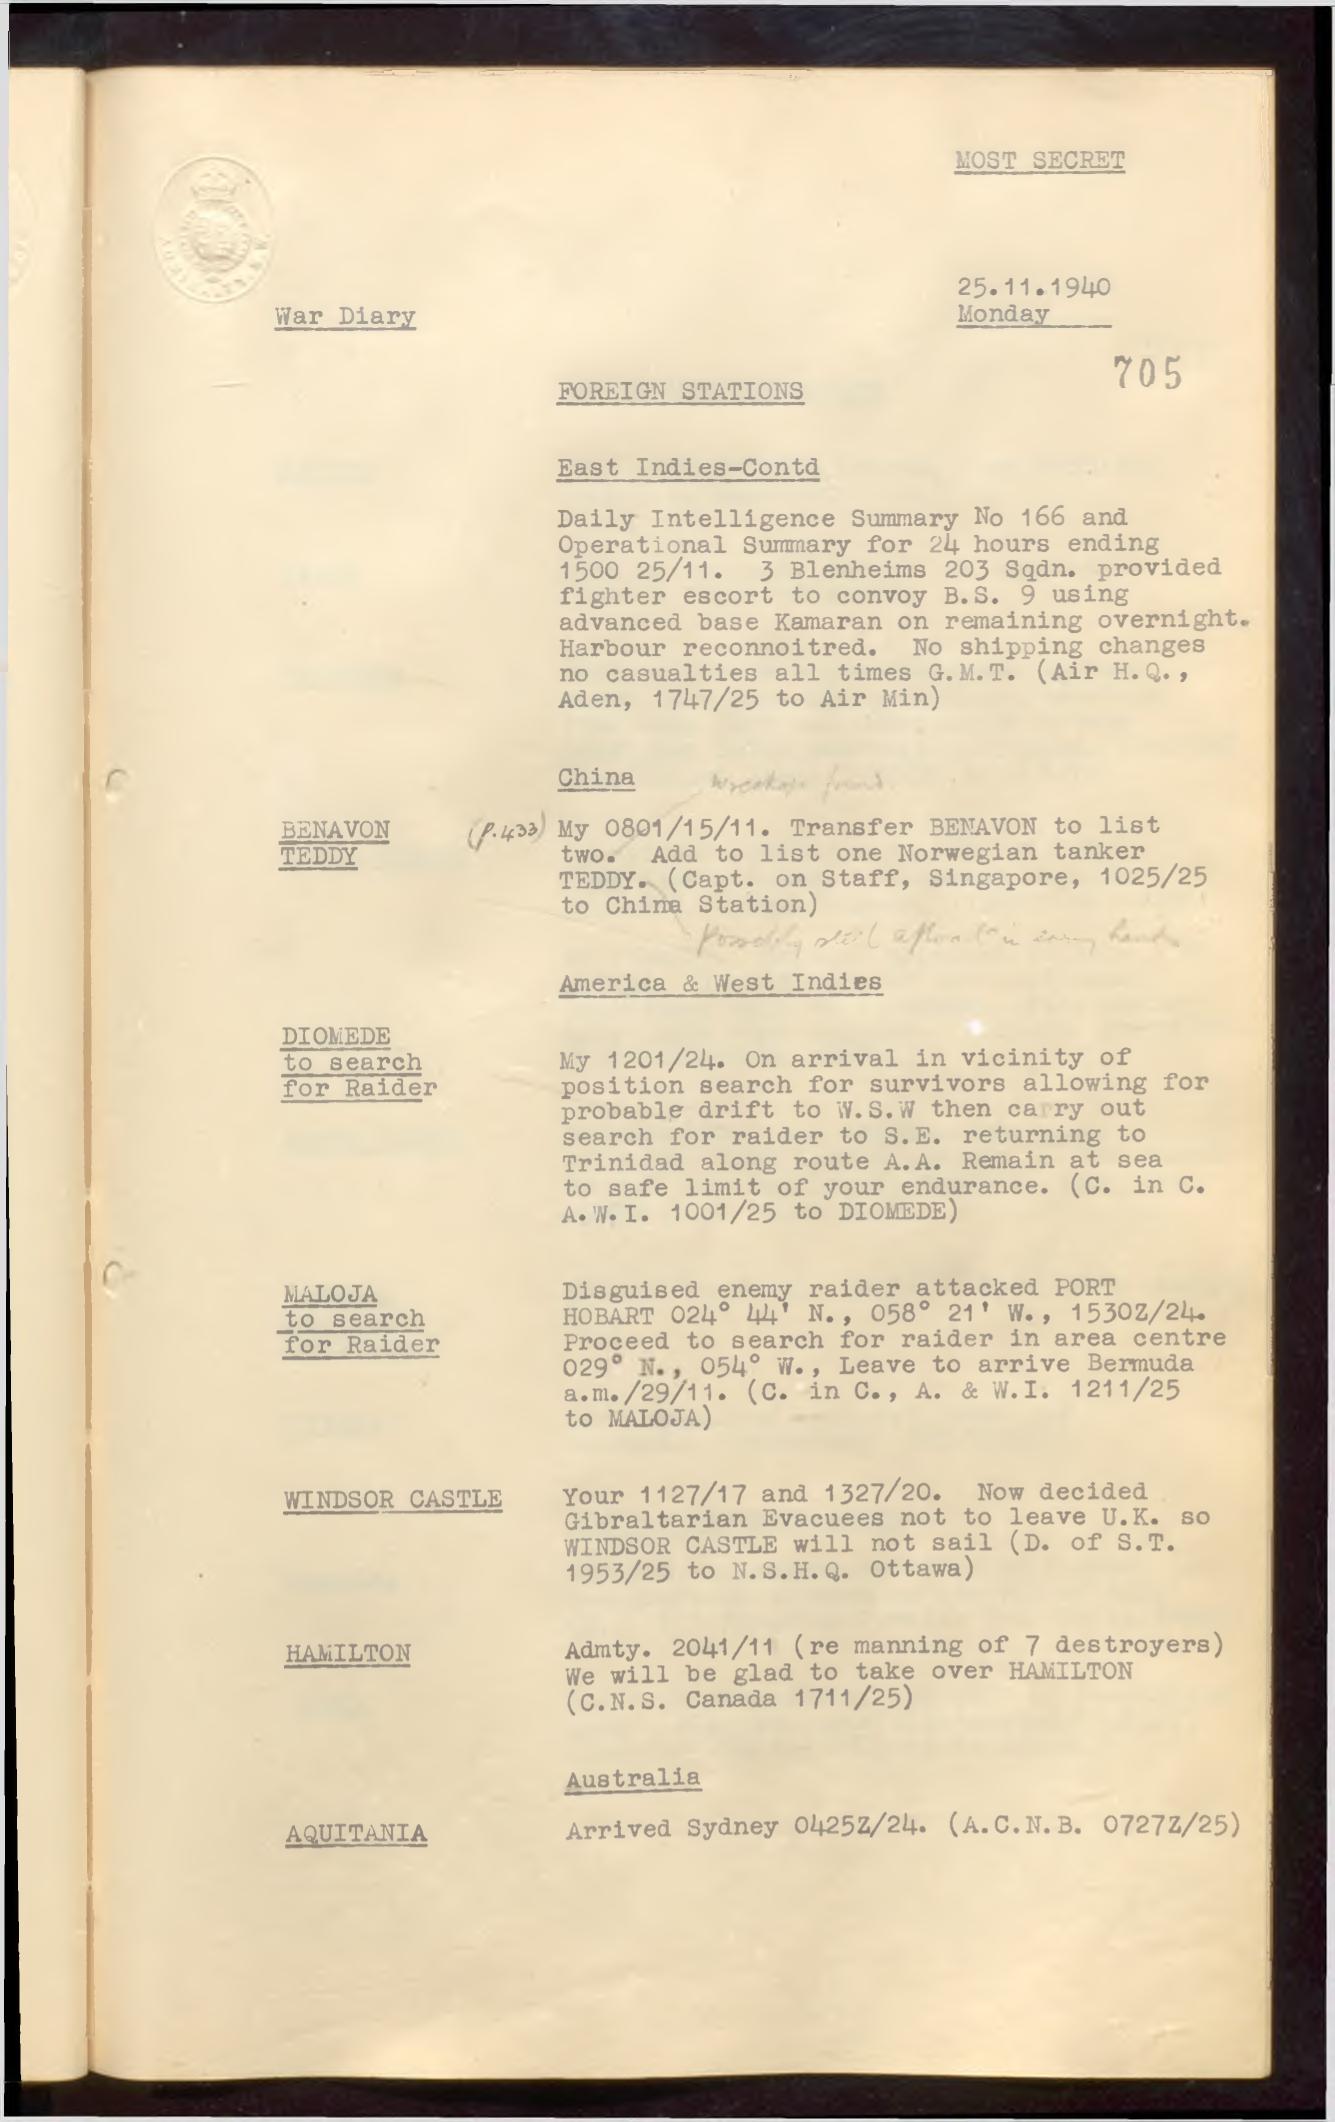 MOST SECRET
25.11.1940
War Diary
Monday
705
FOREIGN STATIONS
East Indies-Contd
Daily Intelligence Summary No 166 and
Operational Summary for 24 hours ending
1500 25/11. 3 Blenheims 203 Sqdn. provided
fighter escort to convoy B.S. 9 using
advanced base Kamaran on remaining overnight.
Harbour reconnoitred. No shipping changes
no casualties all times G.M.T. (Air H.Q.,
Aden, 1747/25 to Air Min)
China
wreckage found.
BENAVON
TEDDY
(p.433)
My 0801/15/11. Transfer BENAVON to list
two. Add to list one Norwegian tanker
TEDDY. (Capt. on Staff, Singapore, 1025/25
to China Station)
Possibly still afloat in enemy hands
America & West Indies
DIOMEDE
to search
for Raider
My 1201/24. On arrival in vicinity of
position search for survivors allowing for
probable drift to W.S.W then carry out
search for raider to S.E. returning to
Trinidad along route A.A. Remain at sea
to safe limit of your endurance. (C. in C.
A.W.I. 1001/25 to DIOMEDE)
MALOJA
to search
for Raider
Disguised enemy raider attacked PORT
HOBART 024° 44' N., 058° 21' W., 1530Z/24.
Proceed to search for raider in area centre
029° N., 054° W., Leave to arrive Bermuda
a.m./29/11. (C. in C., A. & W.I. 1211/25
to MALOJA)
WINDSOR CASTLE
Your 1127/17 and 1327/20. Now decided
Gibraltarian Evacuees not to leave U.K. so
WINDSOR CASTLE will not sail (D. of S.T.
1953/25 to N.S.H.Q. Ottawa)
HAMILTON
Admty. 2041/11 (re manning of 7 destroyers)
We will be glad to take over HAMILTON
(C.N.S. Canada 1711/25)
Australia
AQUITANIA
Arrived Sydney 0425Z/24. (A.C.N.B. 0727Z/25)